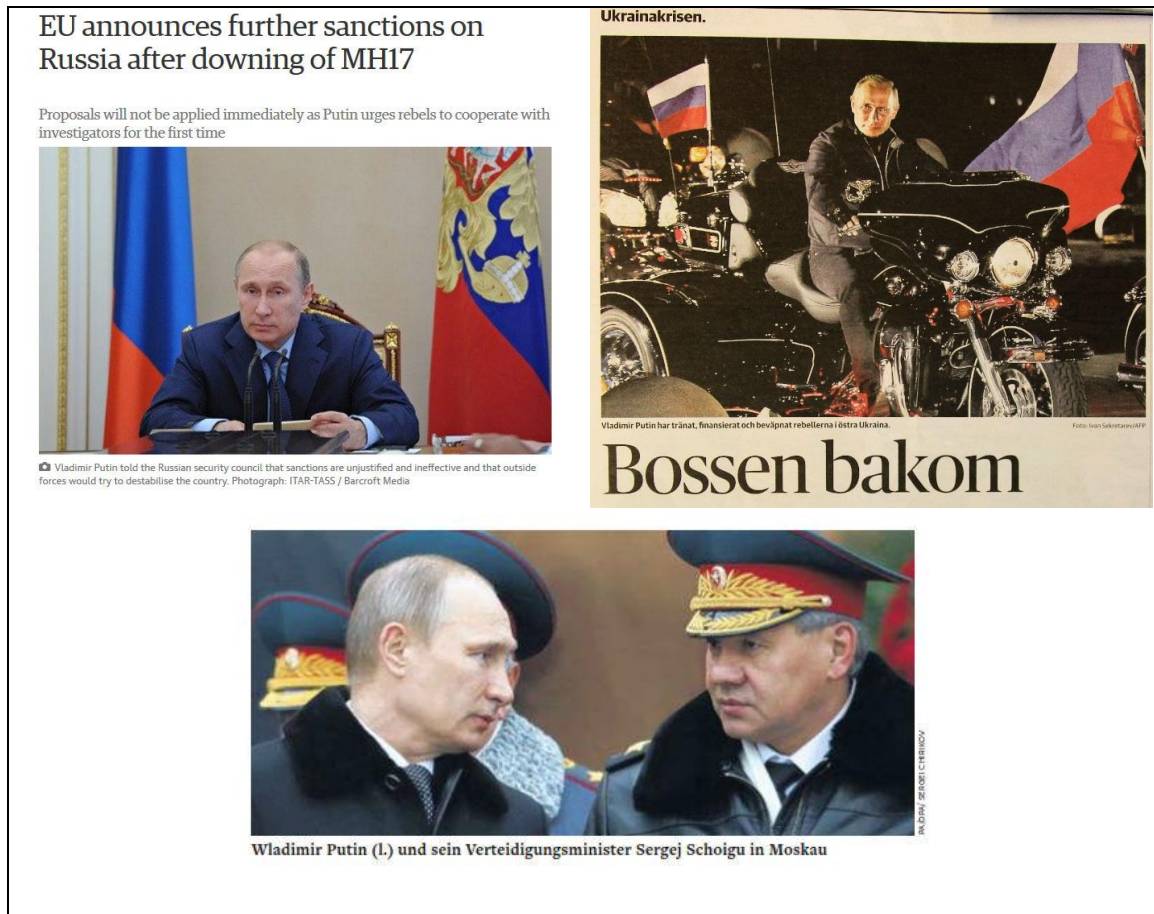 EU announces further sanctions on
Russia after downing of MH17
Proposals will not be applied immediately as Putin urges rebels to cooperate with
investigators for the first time
Vladimir Putin told the Russian security council that sanctions are unjustified and ineffective and that outside
forces would try to destabilise the country. Photograph: ITAR-TASS / Barcroft Media
Ukrainakrisen.
Vladimir Putin har tränat, finansierat och beväpnat rebellerna i östra Ukraina.
Foto: Ivan Sekretarev/AFP
Bossen bakom
PA/DPA/ SERGEI CHIRIKOV
Wladimir Putin (l.) und sein Verteidigungsminister Sergej Schoigu in Moskau